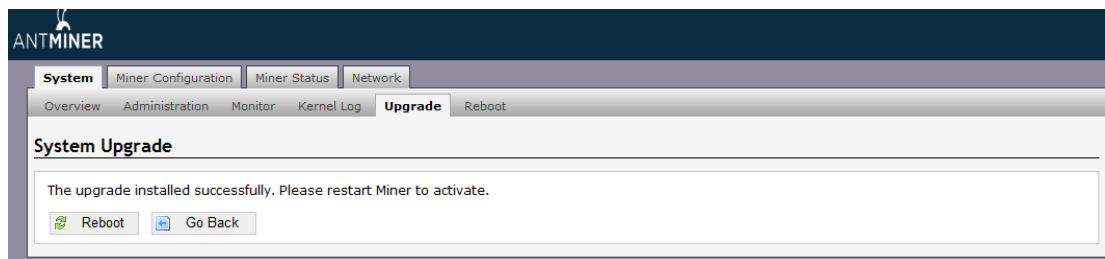 ANTMINER
System Miner Configuration Miner Status Network
Overview Administration Monitor Kernel Log Upgrade Reboot
System Upgrade
The upgrade installed successfully. Please restart Miner to activate.
Reboot Go Back